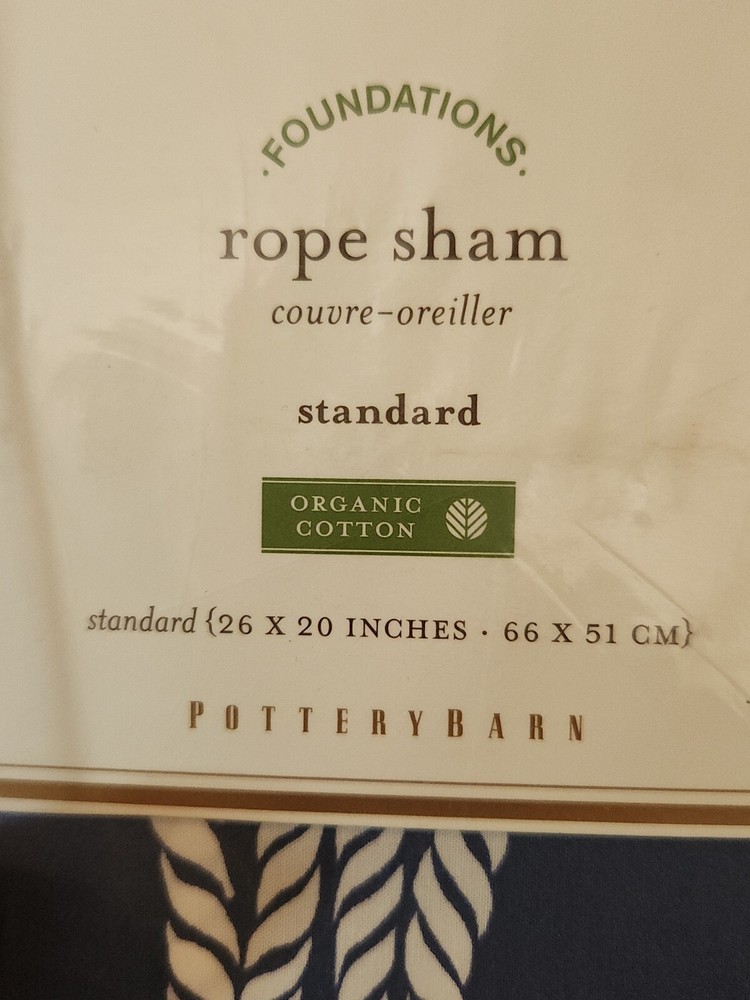 ·FOUNDATIONS·
rope sham
couvre-oreiller
standard
ORGANIC
COTTON
standard {26 X 20 INCHES · 66 X 51 CM}
POTTERYBARN